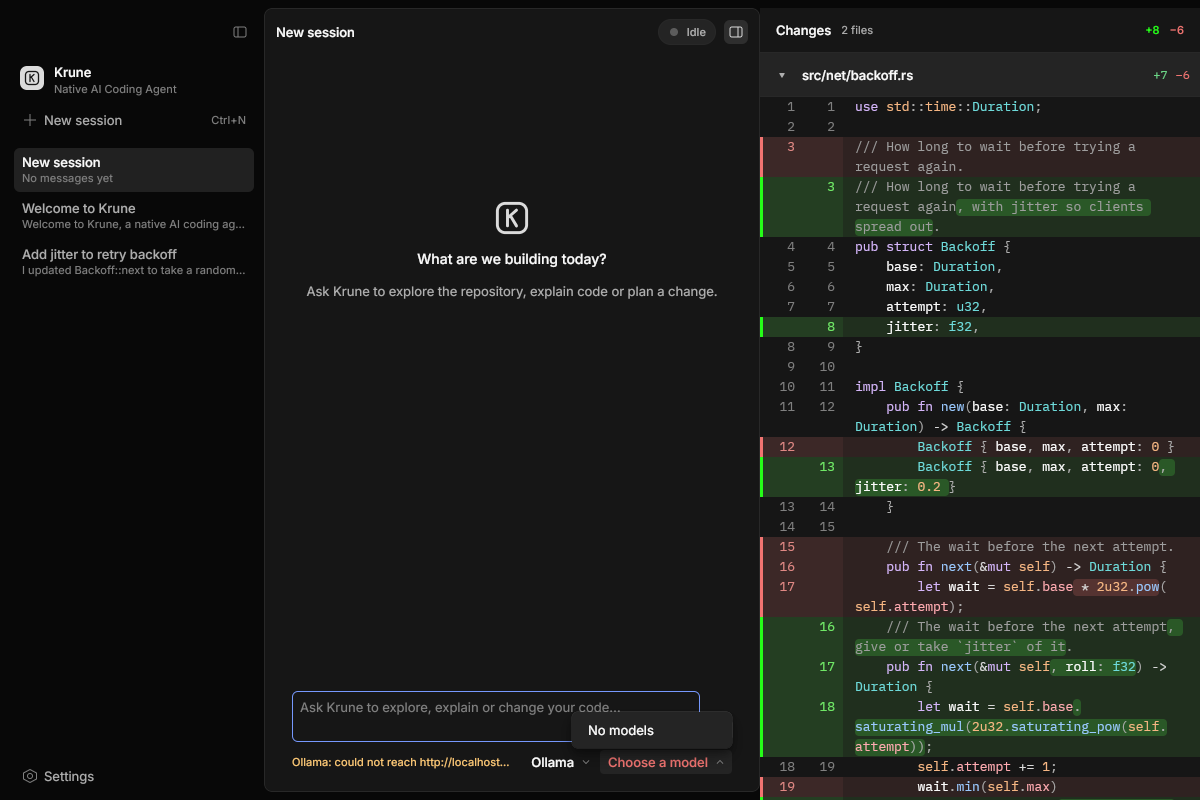 New session
Idle
Changes 2 files
+8 −6
K
Krune
Native AI Coding Agent
New session Ctrl+N
New session
No messages yet
Welcome to Krune
Welcome to Krune, a native AI coding ag...
Add jitter to retry backoff
I updated Backoff::next to take a random...
Settings
K
What are we building today?
Ask Krune to explore the repository, explain code or plan a change.
Ask Krune to explore, explain or change your code...
No models
Ollama: could not reach http://localhost...
Ollama
Choose a model
src/net/backoff.rs +7 −6
1 1 use std::time::Duration;
2 2
3 /// How long to wait before trying a
request again.
3 /// How long to wait before trying a
request again, with jitter so clients
spread out.
4 4 pub struct Backoff {
5 5 base: Duration,
6 6 max: Duration,
7 7 attempt: u32,
8 jitter: f32,
8 9 }
9 10
10 11 impl Backoff {
11 12 pub fn new(base: Duration, max:
Duration) -> Backoff {
12 Backoff { base, max, attempt: 0 }
13 Backoff { base, max, attempt: 0,
jitter: 0.2 }
13 14 }
14 15
15 /// The wait before the next attempt.
16 pub fn next(&mut self) -> Duration {
17 let wait = self.base * 2u32.pow(
self.attempt);
16 /// The wait before the next attempt,
give or take `jitter` of it.
17 pub fn next(&mut self, roll: f32) ->
Duration {
18 let wait = self.base.
saturating_mul(2u32.saturating_pow(self.
attempt));
18 19 self.attempt += 1;
19 wait.min(self.max)